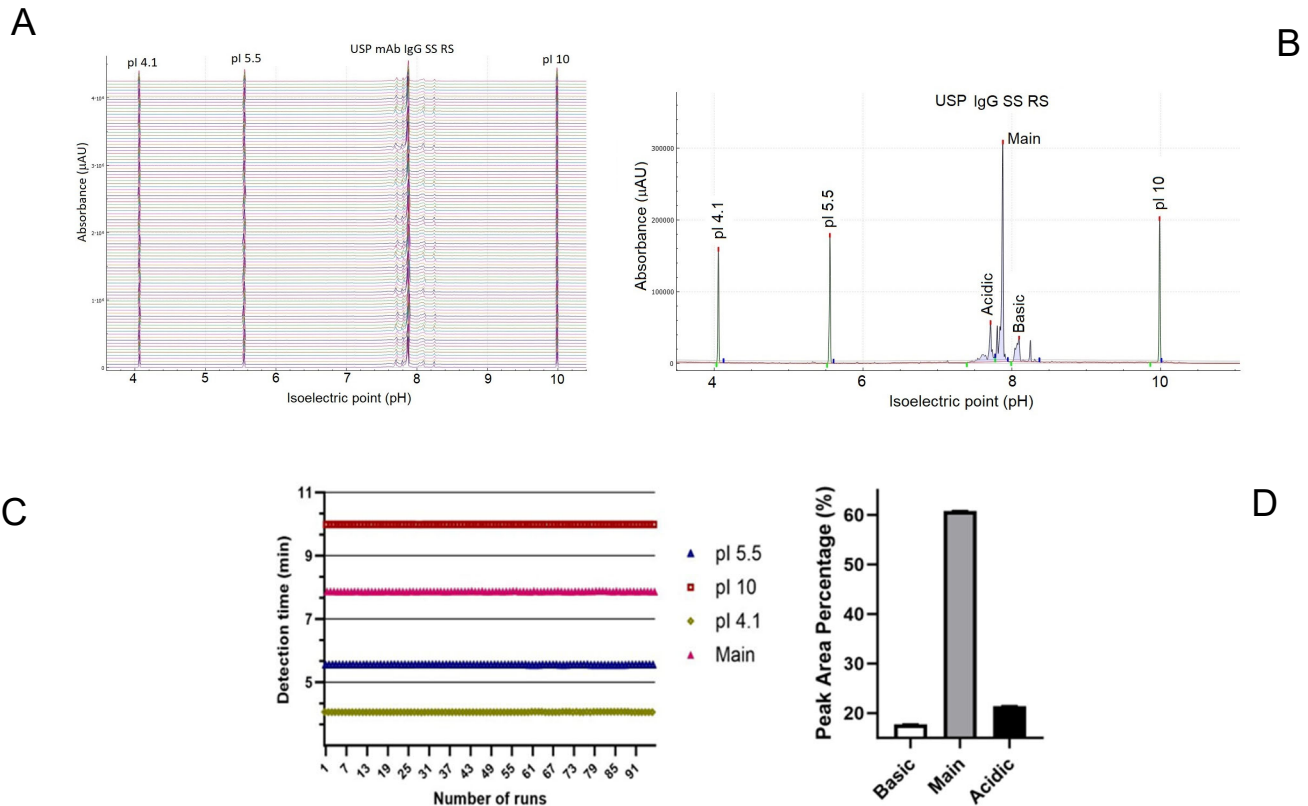 A
USP mAb IgG SS RS
pI 4.1
pI 5.5
pI 10
Absorbance (µAU)
0
4
5
6
7
8
9
10
Isoelectric point (pH)
B
USP IgG SS RS
Main
pI 4.1
pI 5.5
Acidic
Basic
pI 10
Absorbance (µAU)
300000
200000
100000
0
4
6
8
10
Isoelectric point (pH)
C
Detection time (min)
11
9
7
5
1
7
13
19
25
31
37
43
49
55
61
67
73
79
85
91
Number of runs
pI 5.5
pI 10
pI 4.1
Main
D
Peak Area Percentage (%)
60
50
40
30
20
Basic
Main
Acidic